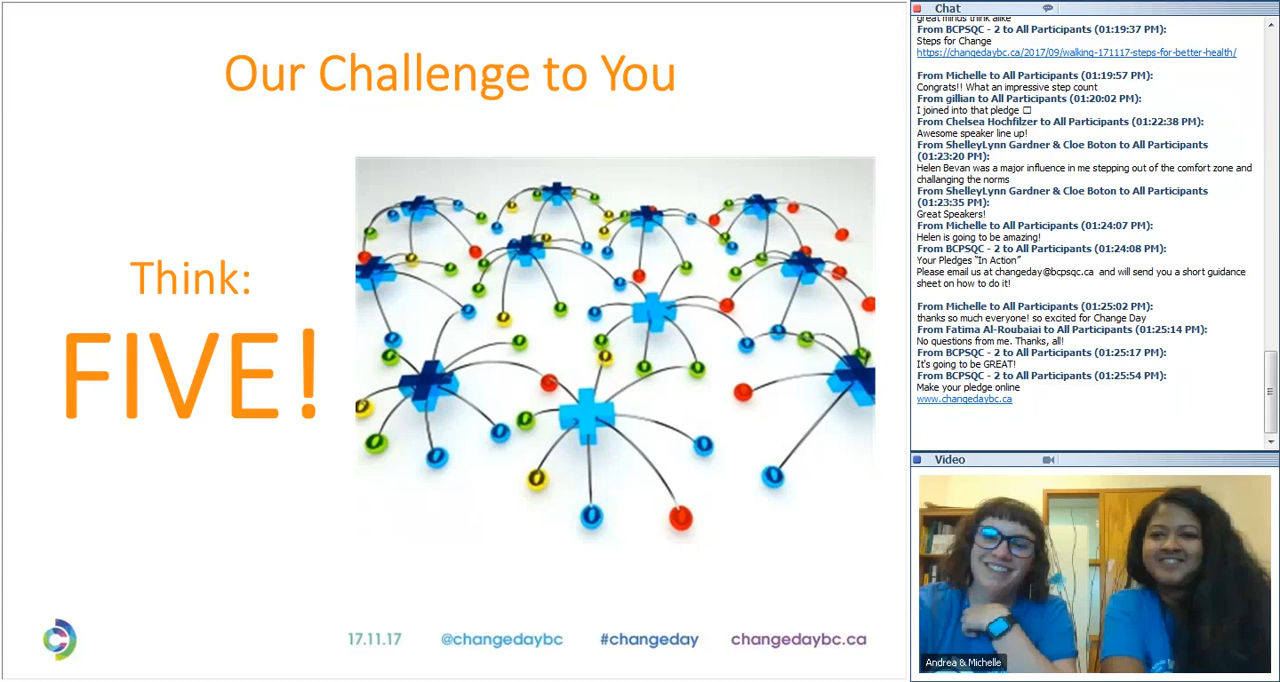 Our Challenge to You
Think:
FIVE!
17.11.17 @changedaybc #changeday changedaybc.ca
Chat
great minds think alike
From BCPSQC - 2 to All Participants (01:19:37 PM):
Steps for Change
https://changedaybc.ca/2017/09/walking-171117-steps-for-better-health/
From Michelle to All Participants (01:19:57 PM):
Congrats!! What an impressive step count
From gillian to All Participants (01:20:02 PM):
I joined into that pledge □
From Chelsea Hochfilzer to All Participants (01:22:38 PM):
Awesome speaker line up!
From ShelleyLynn Gardner & Cloe Boton to All Participants
(01:23:20 PM):
Helen Bevan was a major influence in me stepping out of the comfort zone and
challanging the norms
From ShelleyLynn Gardner & Cloe Boton to All Participants
(01:23:35 PM):
Great Speakers!
From Michelle to All Participants (01:24:07 PM):
Helen is going to be amazing!
From BCPSQC - 2 to All Participants (01:24:08 PM):
Your Pledges “In Action”
Please email us at changeday@bcpsqc.ca and will send you a short guidance
sheet on how to do it!
From Michelle to All Participants (01:25:02 PM):
thanks so much everyone! so excited for Change Day
From Fatima Al-Roubaiai to All Participants (01:25:14 PM):
No questions from me. Thanks, all!
From BCPSQC - 2 to All Participants (01:25:17 PM):
It's going to be GREAT!
From BCPSQC - 2 to All Participants (01:25:54 PM):
Make your pledge online
www.changedaybc.ca
Video
Andrea & Michelle